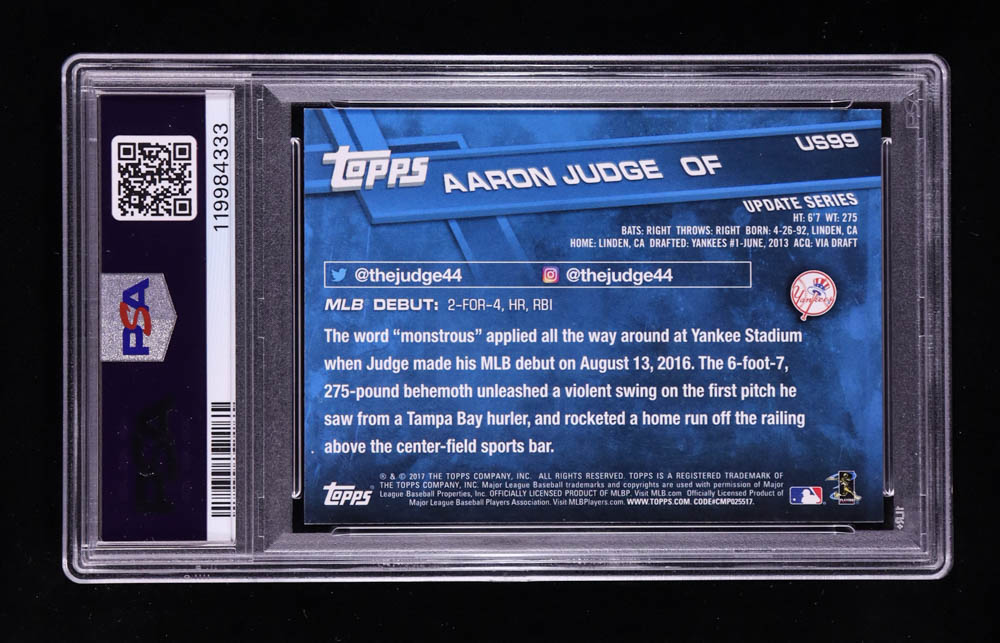 119984333
PSA
TOPPS
AARON JUDGE OF
US99
UPDATE SERIES
HT: 6'7 WT: 275
BATS: RIGHT THROWS: RIGHT BORN: 4-26-92, LINDEN, CA
HOME: LINDEN, CA DRAFTED: YANKEES #1-JUNE, 2013 ACQ: VIA DRAFT
@thejudge44 @thejudge44
Yankees
MLB DEBUT: 2-FOR-4, HR, RBI
The word “monstrous” applied all the way around at Yankee Stadium
when Judge made his MLB debut on August 13, 2016. The 6-foot-7,
275-pound behemoth unleashed a violent swing on the first pitch he
saw from a Tampa Bay hurler, and rocketed a home run off the railing
above the center-field sports bar.
TOPPS
® & © 2017 THE TOPPS COMPANY, INC. ALL RIGHTS RESERVED. TOPPS IS A REGISTERED TRADEMARK OF
THE TOPPS COMPANY, INC. Major League Baseball trademarks and copyrights are used with permission of Major
League Baseball Properties, Inc. OFFICIALLY LICENSED PRODUCT OF MLBP. Visit MLB.com Officially Licensed Product of
Major League Baseball Players Association. Visit MLBPlayers.com. WWW.TOPPS.COM. CODE#CMP025517.